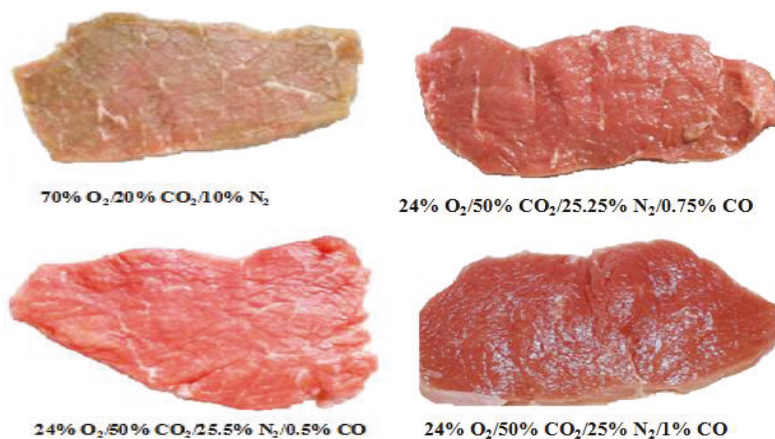 70% O₂/20% CO₂/10% N₂
24% O₂/50% CO₂/25.25% N₂/0.75% CO
24% O₂/50% CO₂/25.5% N₂/0.5% CO
24% O₂/50% CO₂/25% N₂/1% CO